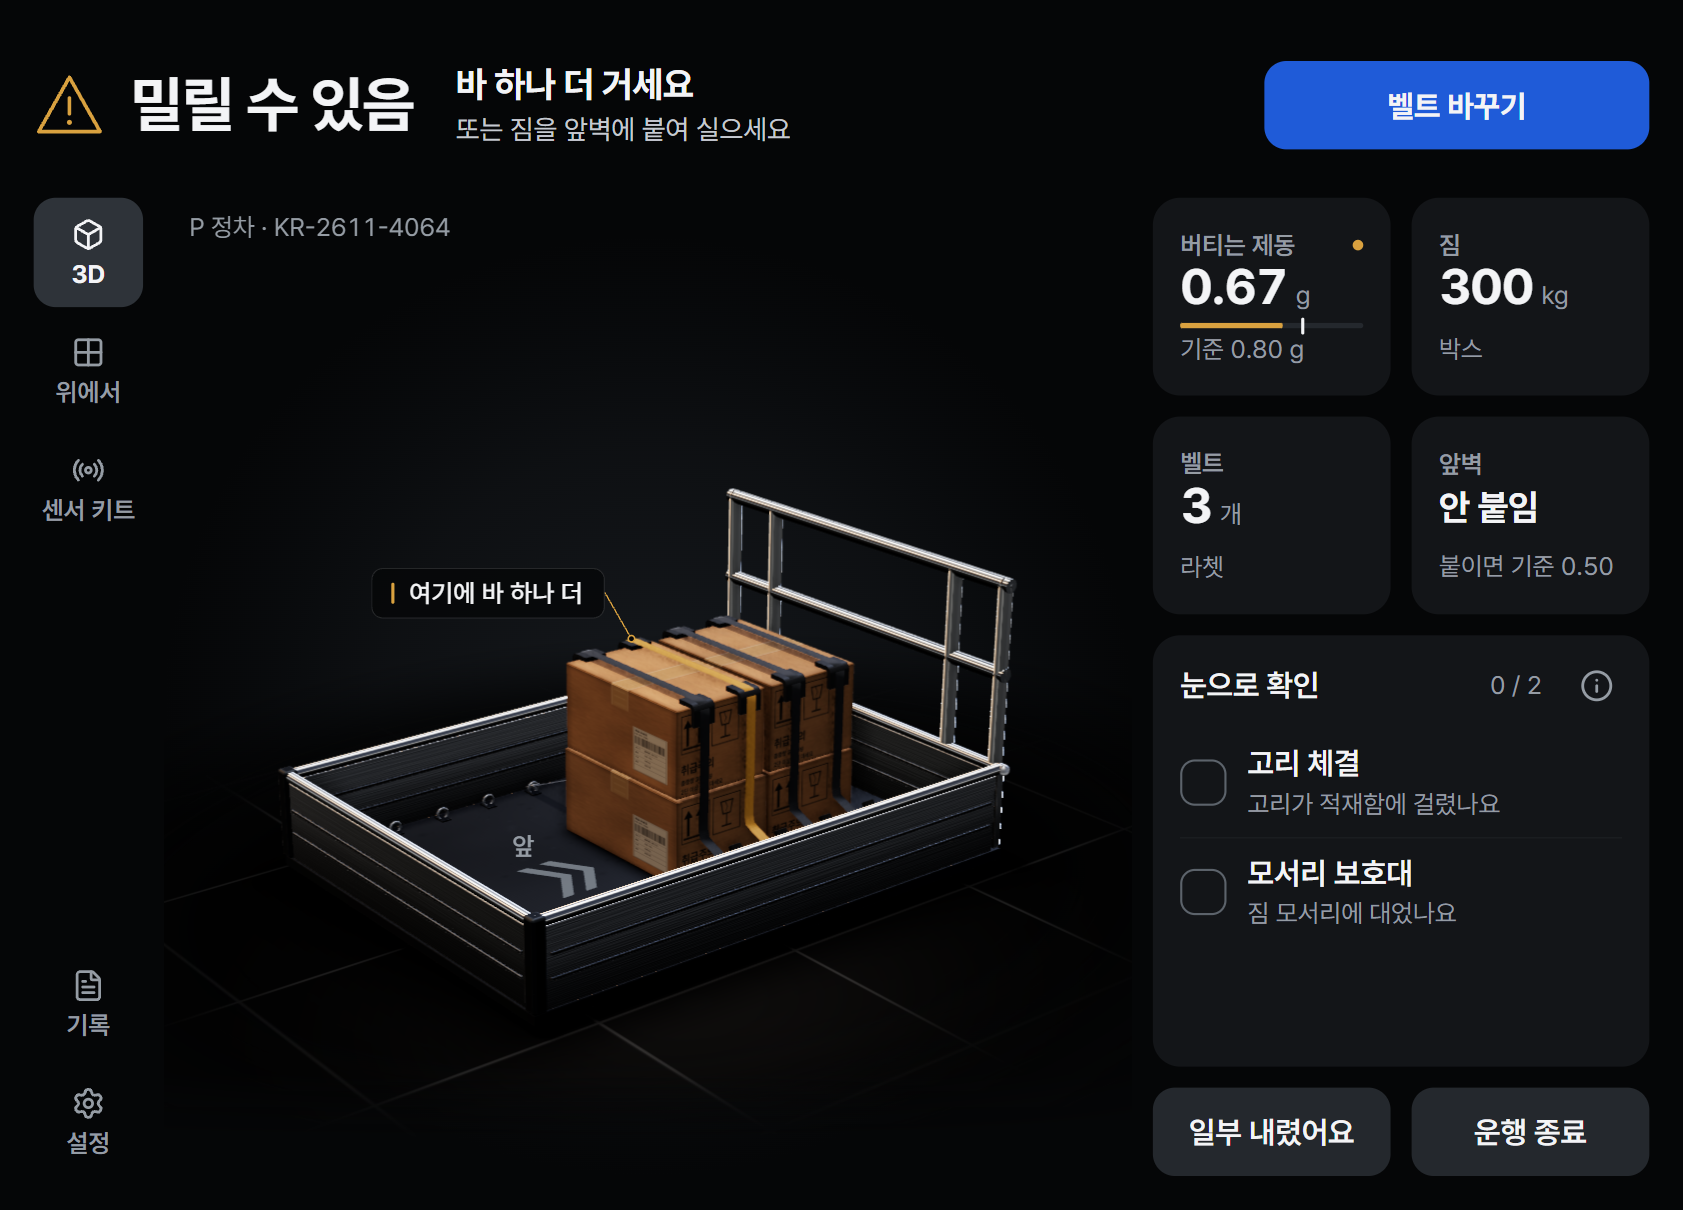 밀릴 수 있음
바 하나 더 거세요
또는 짐을 앞벽에 붙여 실으세요
벨트 바꾸기
3D
위에서
센서 키트
기록
설정
P 정차 · KR-2611-4064
여기에 바 하나 더
앞
버티는 제동
0.67 g
기준 0.80 g
짐
300 kg
박스
벨트
3 개
라쳇
앞벽
안 붙임
붙이면 기준 0.50
눈으로 확인
0 / 2
고리 체결
고리가 적재함에 걸렸나요
모서리 보호대
짐 모서리에 대었나요
일부 내렸어요
운행 종료